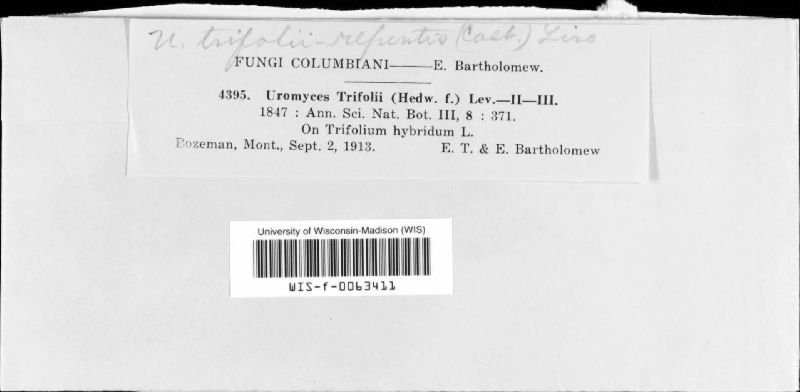 U. trifolii-repentis (Cast.) Liro
FUNGI COLUMBIANI——E. Bartholomew.
4395. Uromyces Trifolii (Hedw. f.) Lev.—II—III.
1847 : Ann. Sci. Nat. Bot. III, 8 : 371.
On Trifolium hybridum L.
Bozeman, Mont., Sept. 2, 1913. E. T. & E. Bartholomew
University of Wisconsin-Madison (WIS)
WIS-f-0063411